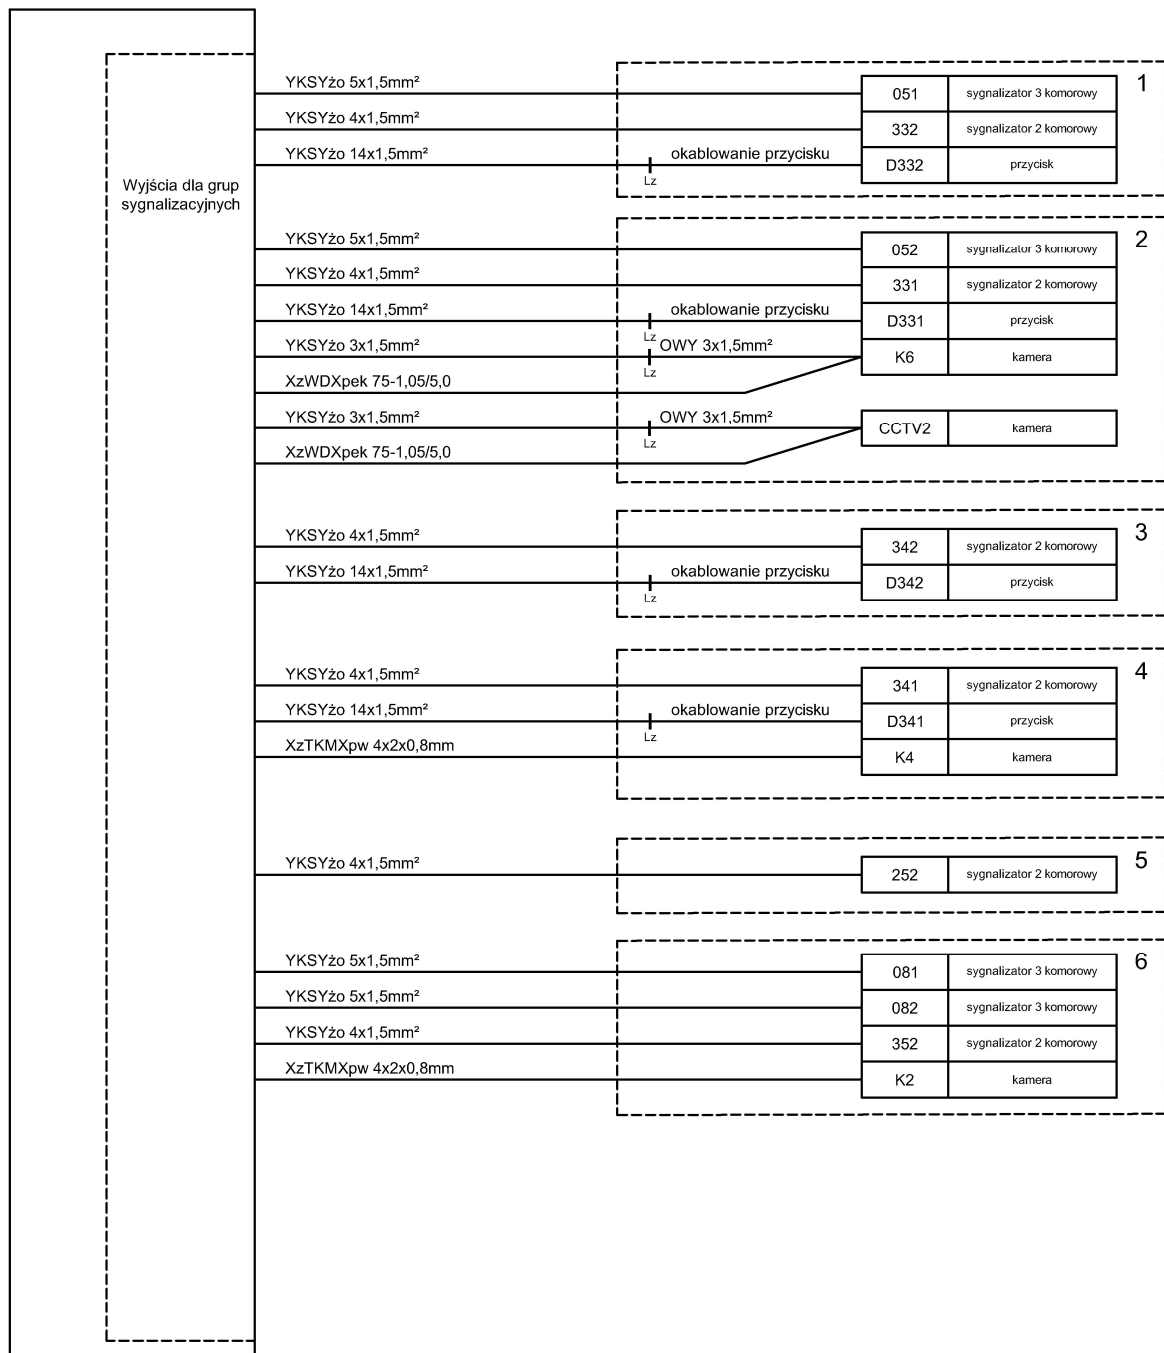 Wyjścia dla grup
sygnalizacyjnych
YKSYżo 5x1,5mm²
051
sygnalizator 3 komorowy
1
YKSYżo 4x1,5mm²
332
sygnalizator 2 komorowy
YKSYżo 14x1,5mm²
Lz
okablowanie przycisku
D332
przycisk
YKSYżo 5x1,5mm²
052
sygnalizator 3 komorowy
2
YKSYżo 4x1,5mm²
331
sygnalizator 2 komorowy
YKSYżo 14x1,5mm²
Lz
okablowanie przycisku
D331
przycisk
YKSYżo 3x1,5mm²
Lz
OWY 3x1,5mm²
K6
kamera
XzWDXpek 75-1,05/5,0
YKSYżo 3x1,5mm²
Lz
OWY 3x1,5mm²
CCTV2
kamera
XzWDXpek 75-1,05/5,0
YKSYżo 4x1,5mm²
342
sygnalizator 2 komorowy
3
YKSYżo 14x1,5mm²
Lz
okablowanie przycisku
D342
przycisk
YKSYżo 4x1,5mm²
341
sygnalizator 2 komorowy
4
YKSYżo 14x1,5mm²
Lz
okablowanie przycisku
D341
przycisk
XzTKMXpw 4x2x0,8mm
K4
kamera
YKSYżo 4x1,5mm²
252
sygnalizator 2 komorowy
5
YKSYżo 5x1,5mm²
081
sygnalizator 3 komorowy
6
YKSYżo 5x1,5mm²
082
sygnalizator 3 komorowy
YKSYżo 4x1,5mm²
352
sygnalizator 2 komorowy
XzTKMXpw 4x2x0,8mm
K2
kamera